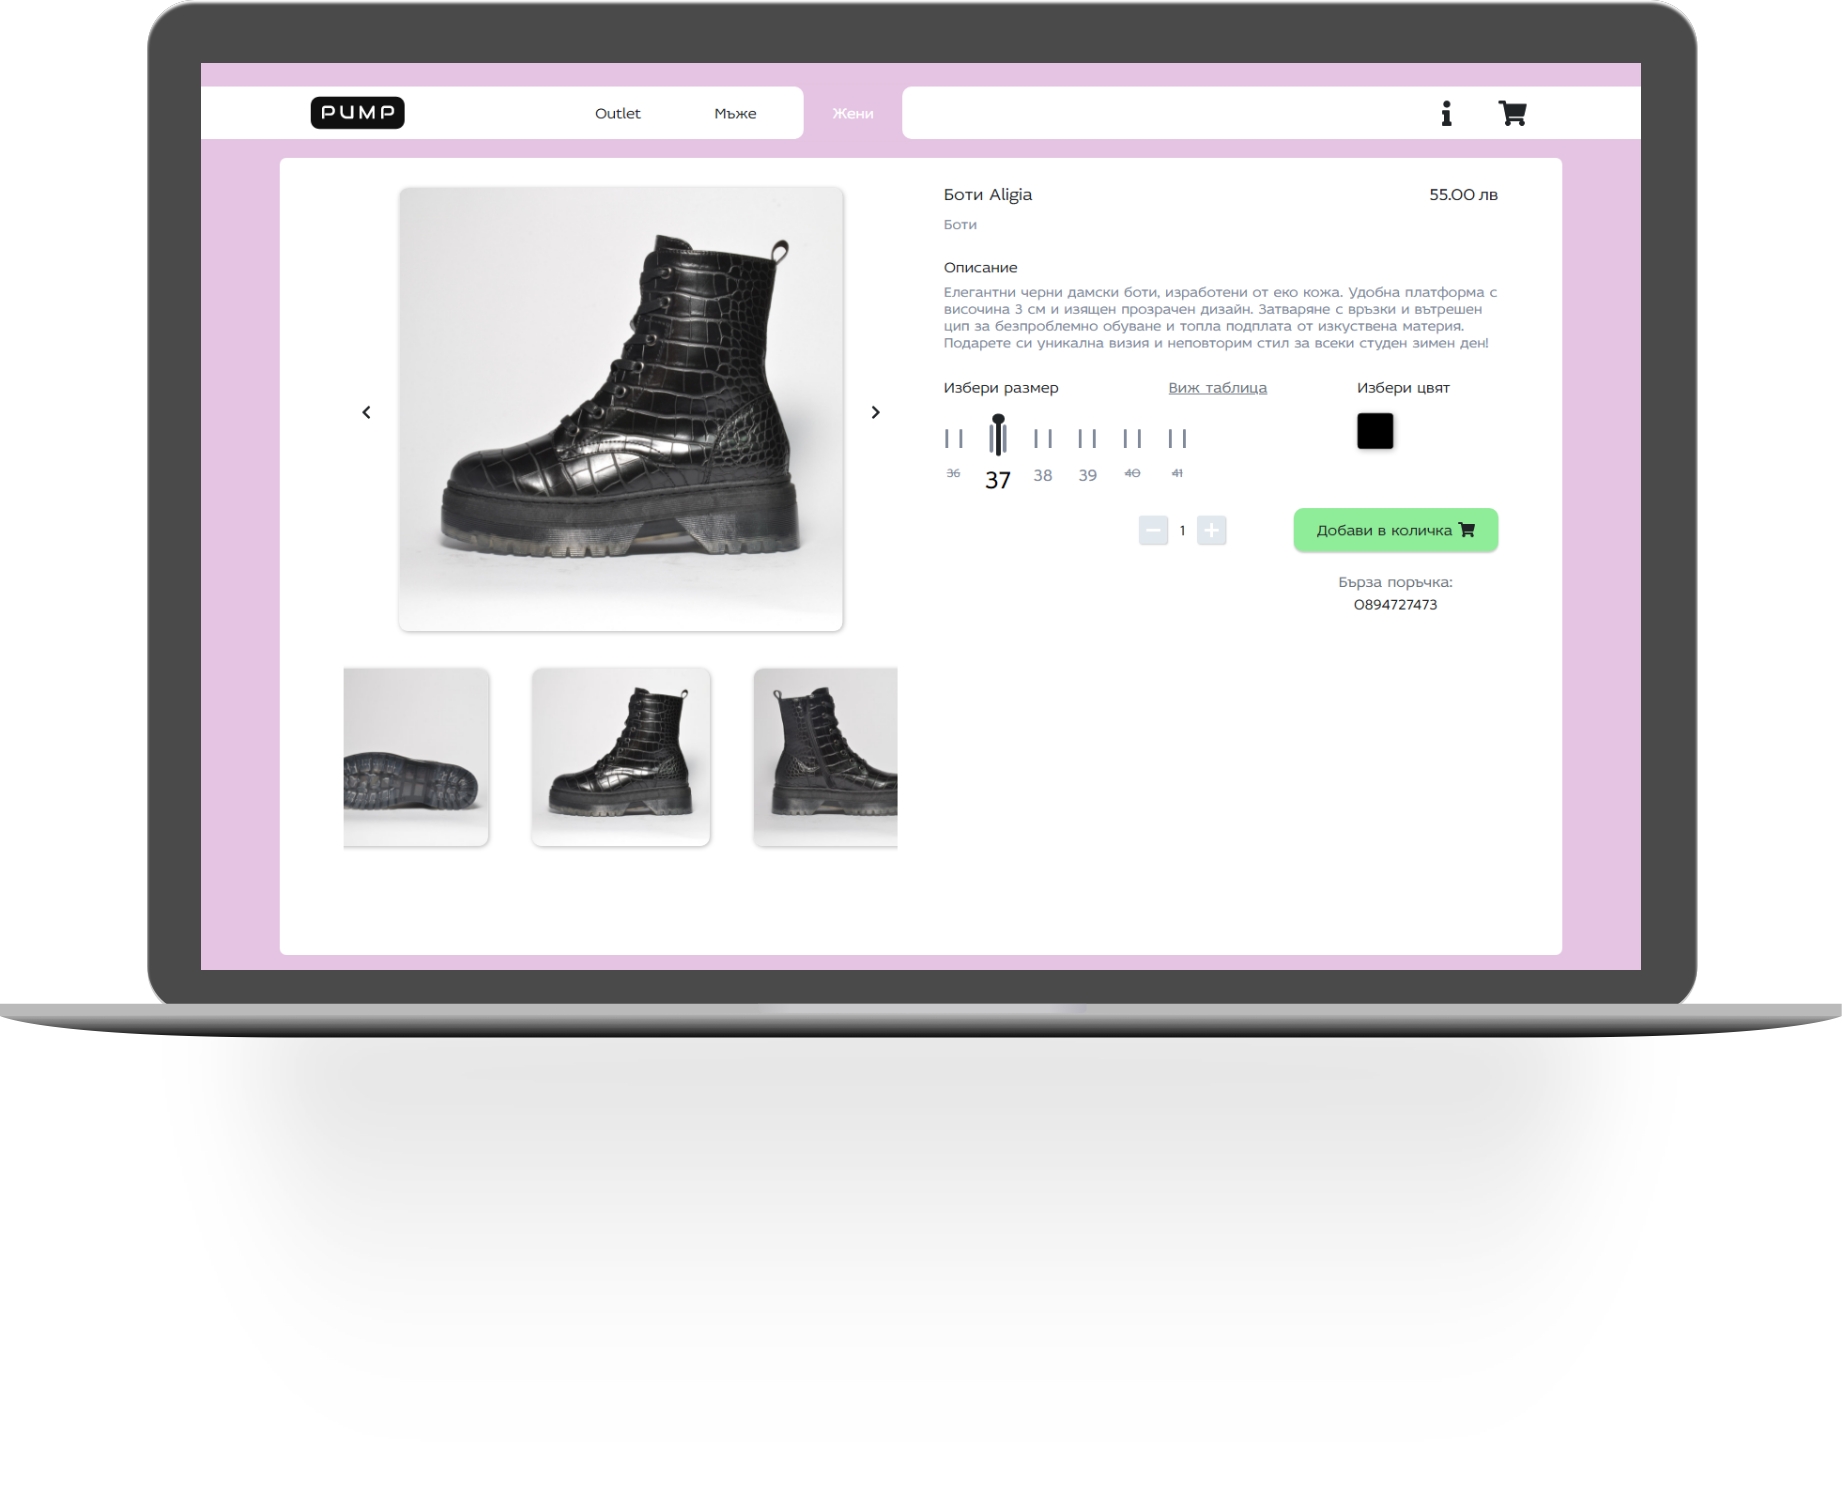 PUMP
Outlet
Мъже
Жени
Боти Aligia
55.00 лв
Боти
Описание
Елегантни черни дамски боти, изработени от еко кожа. Удобна платформа с
височина 3 см и изящен прозрачен дизайн. Затваряне с връзки и вътрешен
цип за безпроблемно обуване и топла подплата от изкуствена материя.
Подарете си уникална визия и неповторим стил за всеки студен зимен ден!
Избери размер
Виж таблица
Избери цвят
36 37 38 39 40 41
1
Добави в количка
Бърза поръчка:
0894727473